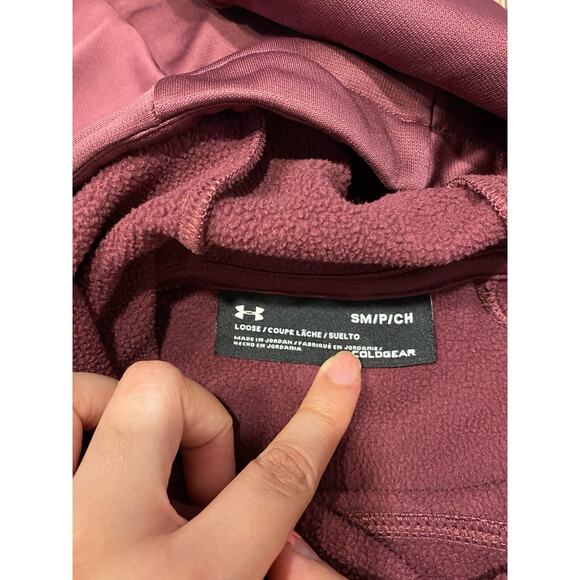 SM/P/CH
LOOSE / COUPE LÂCHE / SUELTO
MADE IN JORDAN / FABRIQUÉ EN JORDANIE/
HECHO EN JORDANIA
COLDGEAR